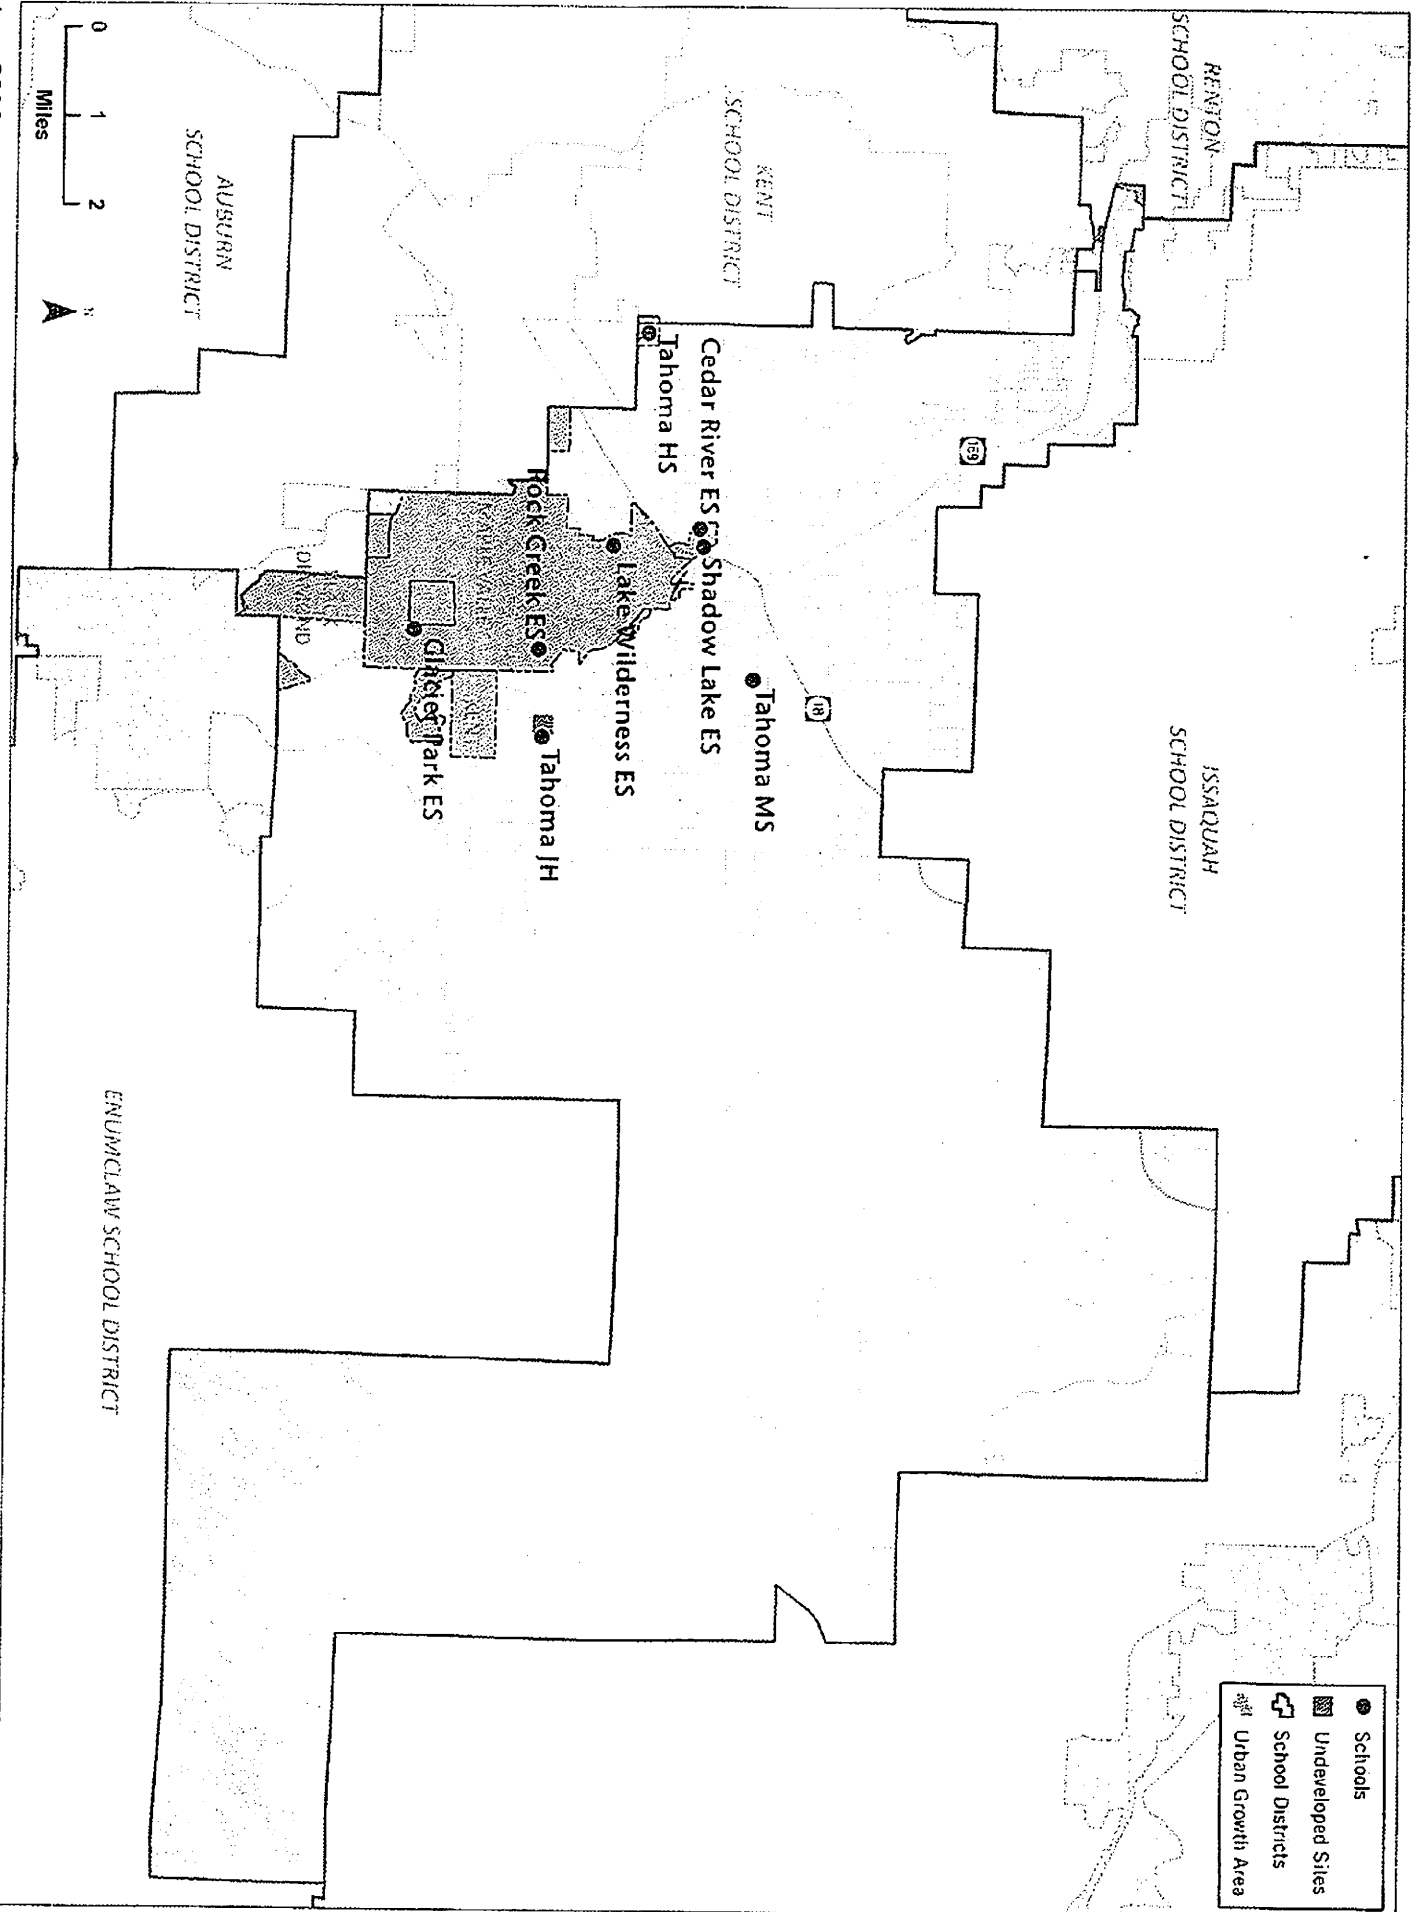 Schools
Undeveloped Sites
School Districts
Urban Growth Area
RENTON
SCHOOL DISTRICT
ISSAQUAH
SCHOOL DISTRICT
169
18
KENT
SCHOOL DISTRICT
Tahoma MS
Cedar River ES
Shadow Lake ES
Tahoma HS
Lake Wilderness ES
Rock Creek ES
Tahoma JH
Glacier Park ES
AUBURN
SCHOOL DISTRICT
ENUMCLAW SCHOOL DISTRICT
N
0 1 2
Miles